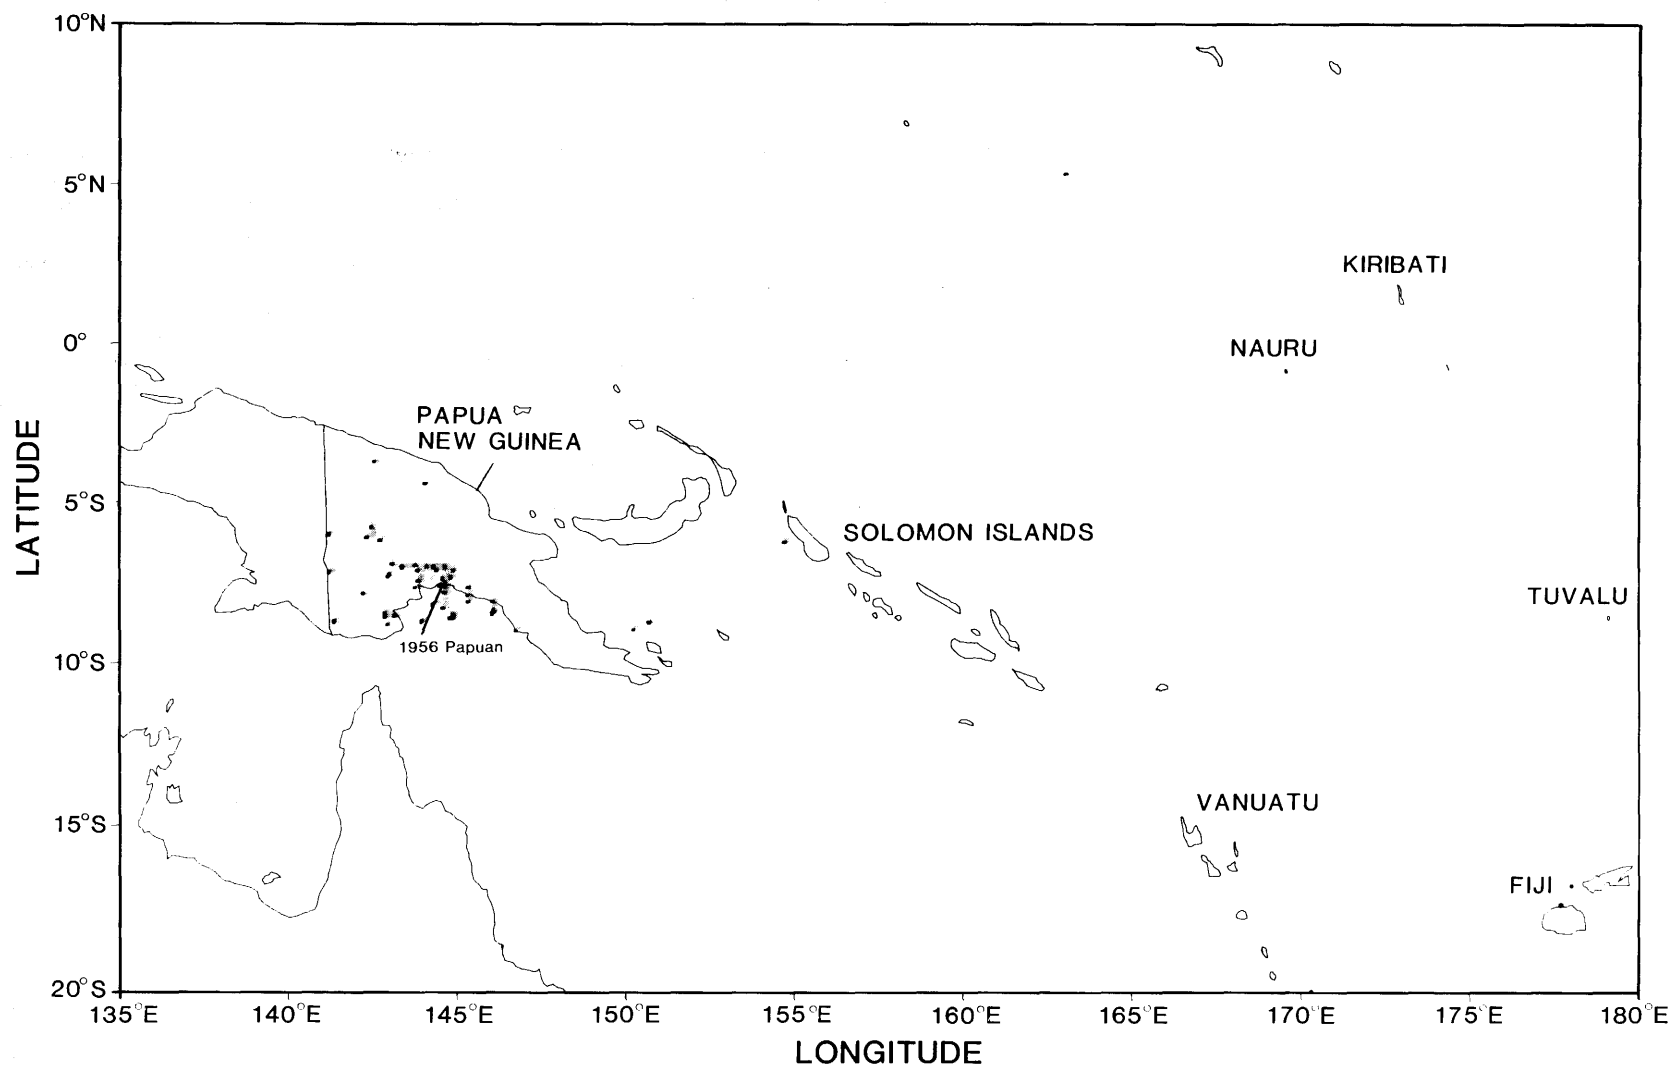 10°N
5°N
KIRIBATI
0°
NAURU
PAPUA
NEW GUINEA
5°S
SOLOMON ISLANDS
TUVALU
1956 Papuan
10°S
VANUATU
15°S
FIJI
20°S
135°E 140°E 145°E 150°E 155°E 160°E 165°E 170°E 175°E 180°E
LONGITUDE
LATITUDE